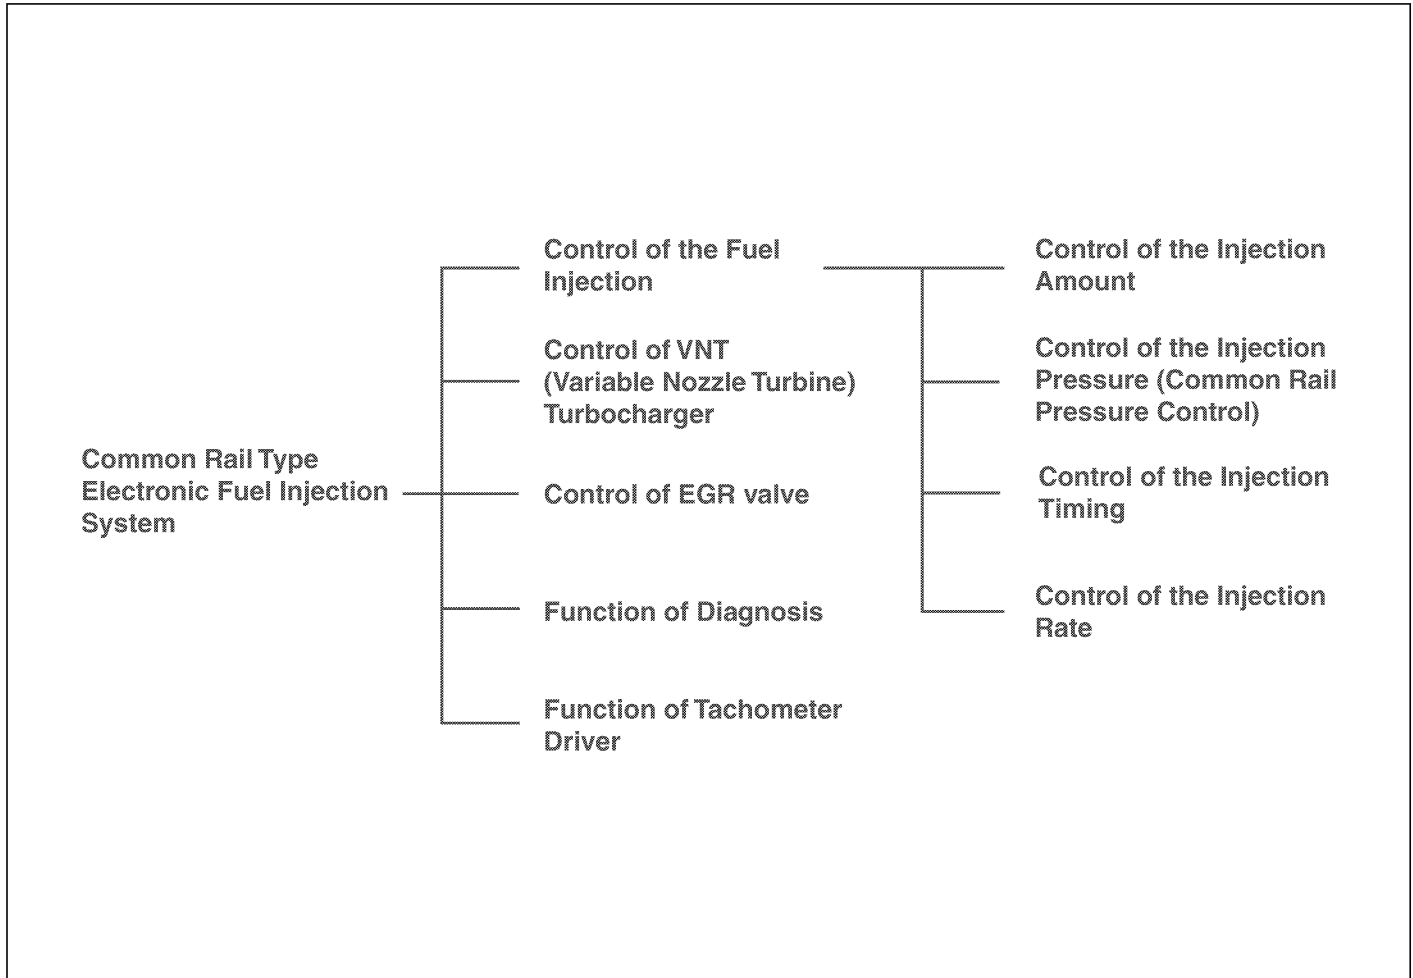 Common Rail Type
Electronic Fuel Injection
System
Control of the Fuel
Injection
Control of VNT
(Variable Nozzle Turbine)
Turbocharger
Control of EGR valve
Function of Diagnosis
Function of Tachometer
Driver
Control of the Injection
Amount
Control of the Injection
Pressure (Common Rail
Pressure Control)
Control of the Injection
Timing
Control of the Injection
Rate